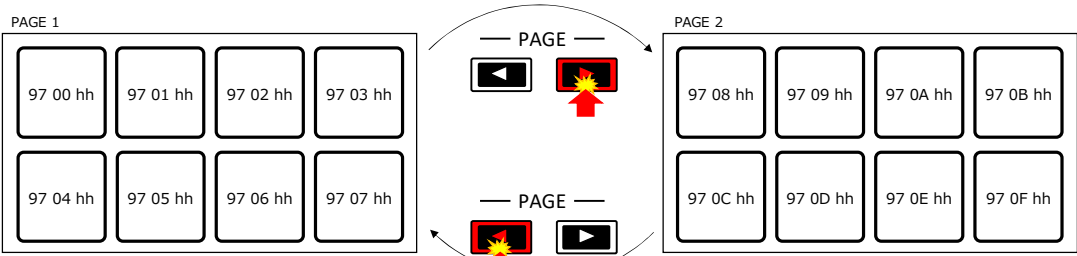 PAGE 1
97 00 hh 97 01 hh 97 02 hh 97 03 hh
97 04 hh 97 05 hh 97 06 hh 97 07 hh
PAGE
PAGE
PAGE 2
97 08 hh 97 09 hh 97 0A hh 97 0B hh
97 0C hh 97 0D hh 97 0E hh 97 0F hh